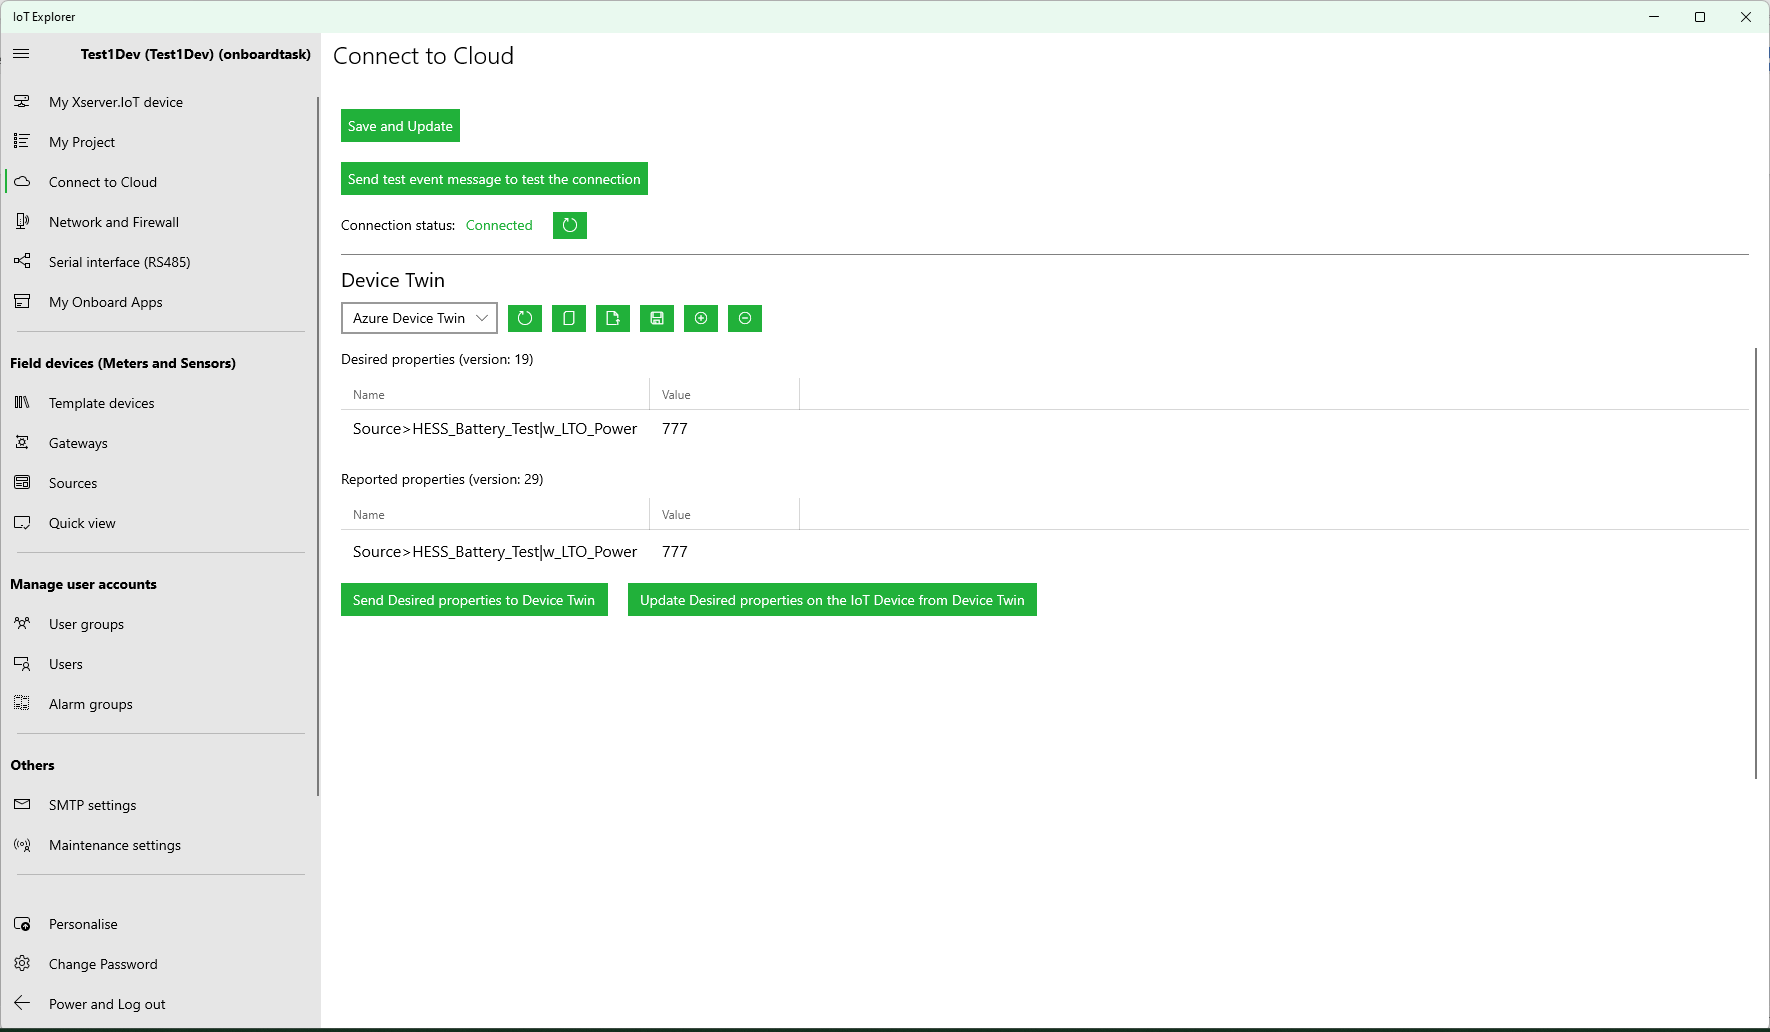 IoT Explorer
Test1Dev (Test1Dev) (onboardtask)
My Xserver.IoT device
My Project
Connect to Cloud
Network and Firewall
Serial interface (RS485)
My Onboard Apps
Field devices (Meters and Sensors)
Template devices
Gateways
Sources
Quick view
Manage user accounts
User groups
Users
Alarm groups
Others
SMTP settings
Maintenance settings
Personalise
Change Password
Power and Log out
Connect to Cloud
Save and Update
Send test event message to test the connection
Connection status: Connected
Device Twin
Azure Device Twin
Desired properties (version: 19)
Name Value
Source>HESS_Battery_Test|w_LTO_Power 777
Reported properties (version: 29)
Name Value
Source>HESS_Battery_Test|w_LTO_Power 777
Send Desired properties to Device Twin Update Desired properties on the IoT Device from Device Twin